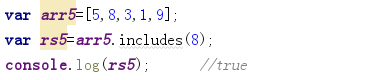 var arr5=[5,8,3,1,9];
var rs5=arr5.includes(8);
console.log(rs5);     //true